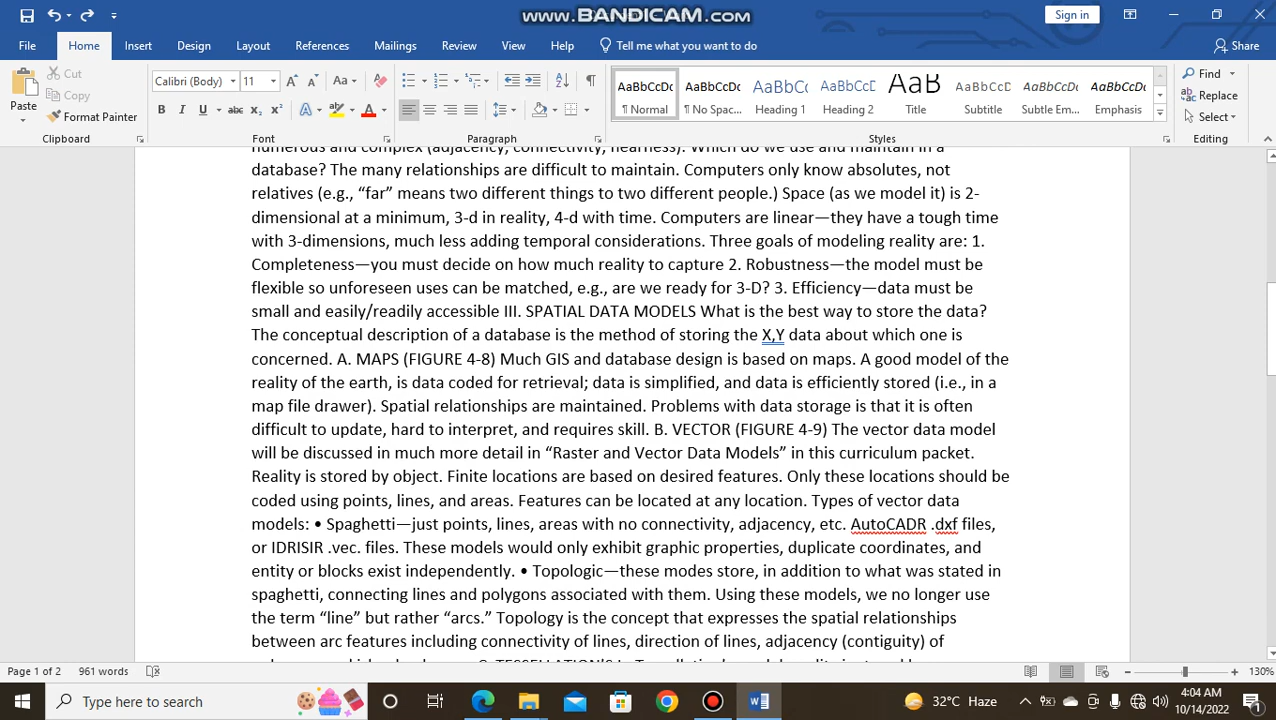 www.BANDICAM.com
Sign in
File Home Insert Design Layout References Mailings Review View Help Tell me what you want to do Share
Cut
Copy
Format Painter
Paste
Clipboard
Calibri (Body) 11
Font
Paragraph
AaBbCcDc AaBbCcDc AaBbCc AaBbCcD AaB AaBbCcD AaBbCcDc AaBbCcDc
¶ Normal ¶ No Spac... Heading 1 Heading 2 Title Subtitle Subtle Em... Emphasis
Styles
Find
Replace
Select
Editing
numerous and complex (adjacency, connectivity, nearness). Which do we use and maintain in a
database? The many relationships are difficult to maintain. Computers only know absolutes, not
relatives (e.g., “far” means two different things to two different people.) Space (as we model it) is 2-
dimensional at a minimum, 3-d in reality, 4-d with time. Computers are linear—they have a tough time
with 3-dimensions, much less adding temporal considerations. Three goals of modeling reality are: 1.
Completeness—you must decide on how much reality to capture 2. Robustness—the model must be
flexible so unforeseen uses can be matched, e.g., are we ready for 3-D? 3. Efficiency—data must be
small and easily/readily accessible III. SPATIAL DATA MODELS What is the best way to store the data?
The conceptual description of a database is the method of storing the X,Y data about which one is
concerned. A. MAPS (FIGURE 4-8) Much GIS and database design is based on maps. A good model of the
reality of the earth, is data coded for retrieval; data is simplified, and data is efficiently stored (i.e., in a
map file drawer). Spatial relationships are maintained. Problems with data storage is that it is often
difficult to update, hard to interpret, and requires skill. B. VECTOR (FIGURE 4-9) The vector data model
will be discussed in much more detail in “Raster and Vector Data Models” in this curriculum packet.
Reality is stored by object. Finite locations are based on desired features. Only these locations should be
coded using points, lines, and areas. Features can be located at any location. Types of vector data
models: • Spaghetti—just points, lines, areas with no connectivity, adjacency, etc. AutoCADR .dxf files,
or IDRISIR .vec. files. These models would only exhibit graphic properties, duplicate coordinates, and
entity or blocks exist independently. • Topologic—these modes store, in addition to what was stated in
spaghetti, connecting lines and polygons associated with them. Using these models, we no longer use
the term “line” but rather “arcs.” Topology is the concept that expresses the spatial relationships
between arc features including connectivity of lines, direction of lines, adjacency (contiguity) of
Page 1 of 2 961 words 130%
Type here to search 32°C Haze 4:04 AM
10/14/2022